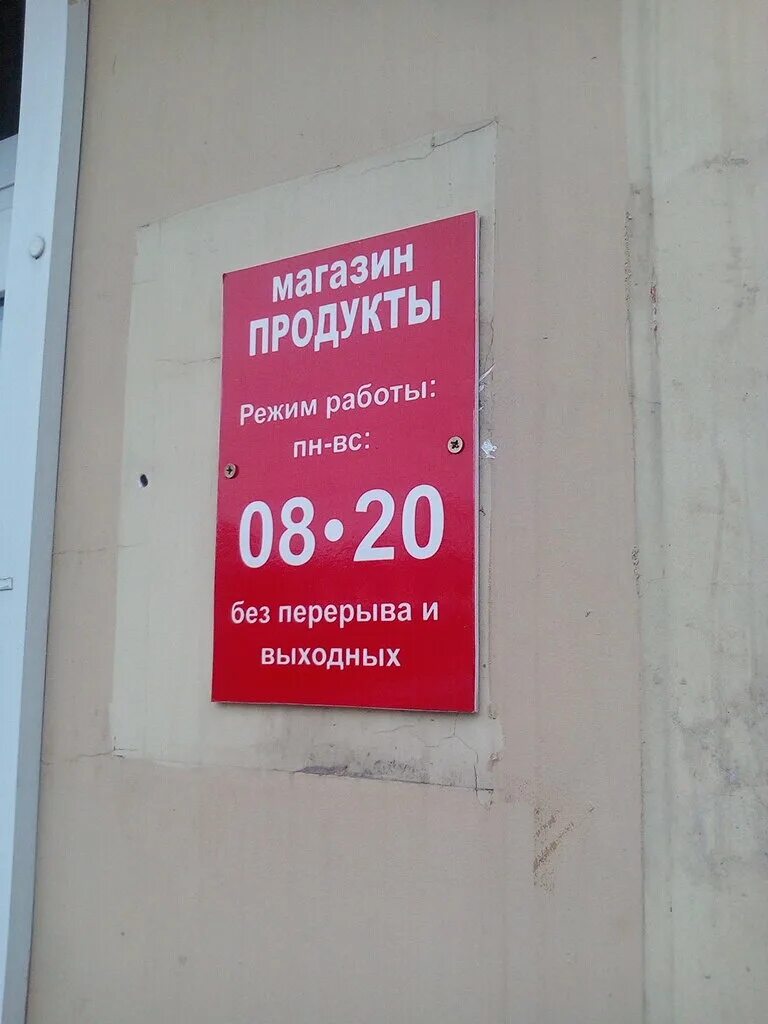 магазин
ПРОДУКТЫ
Режим работы:
пн-вс:
08•20
без перерыва и
выходных